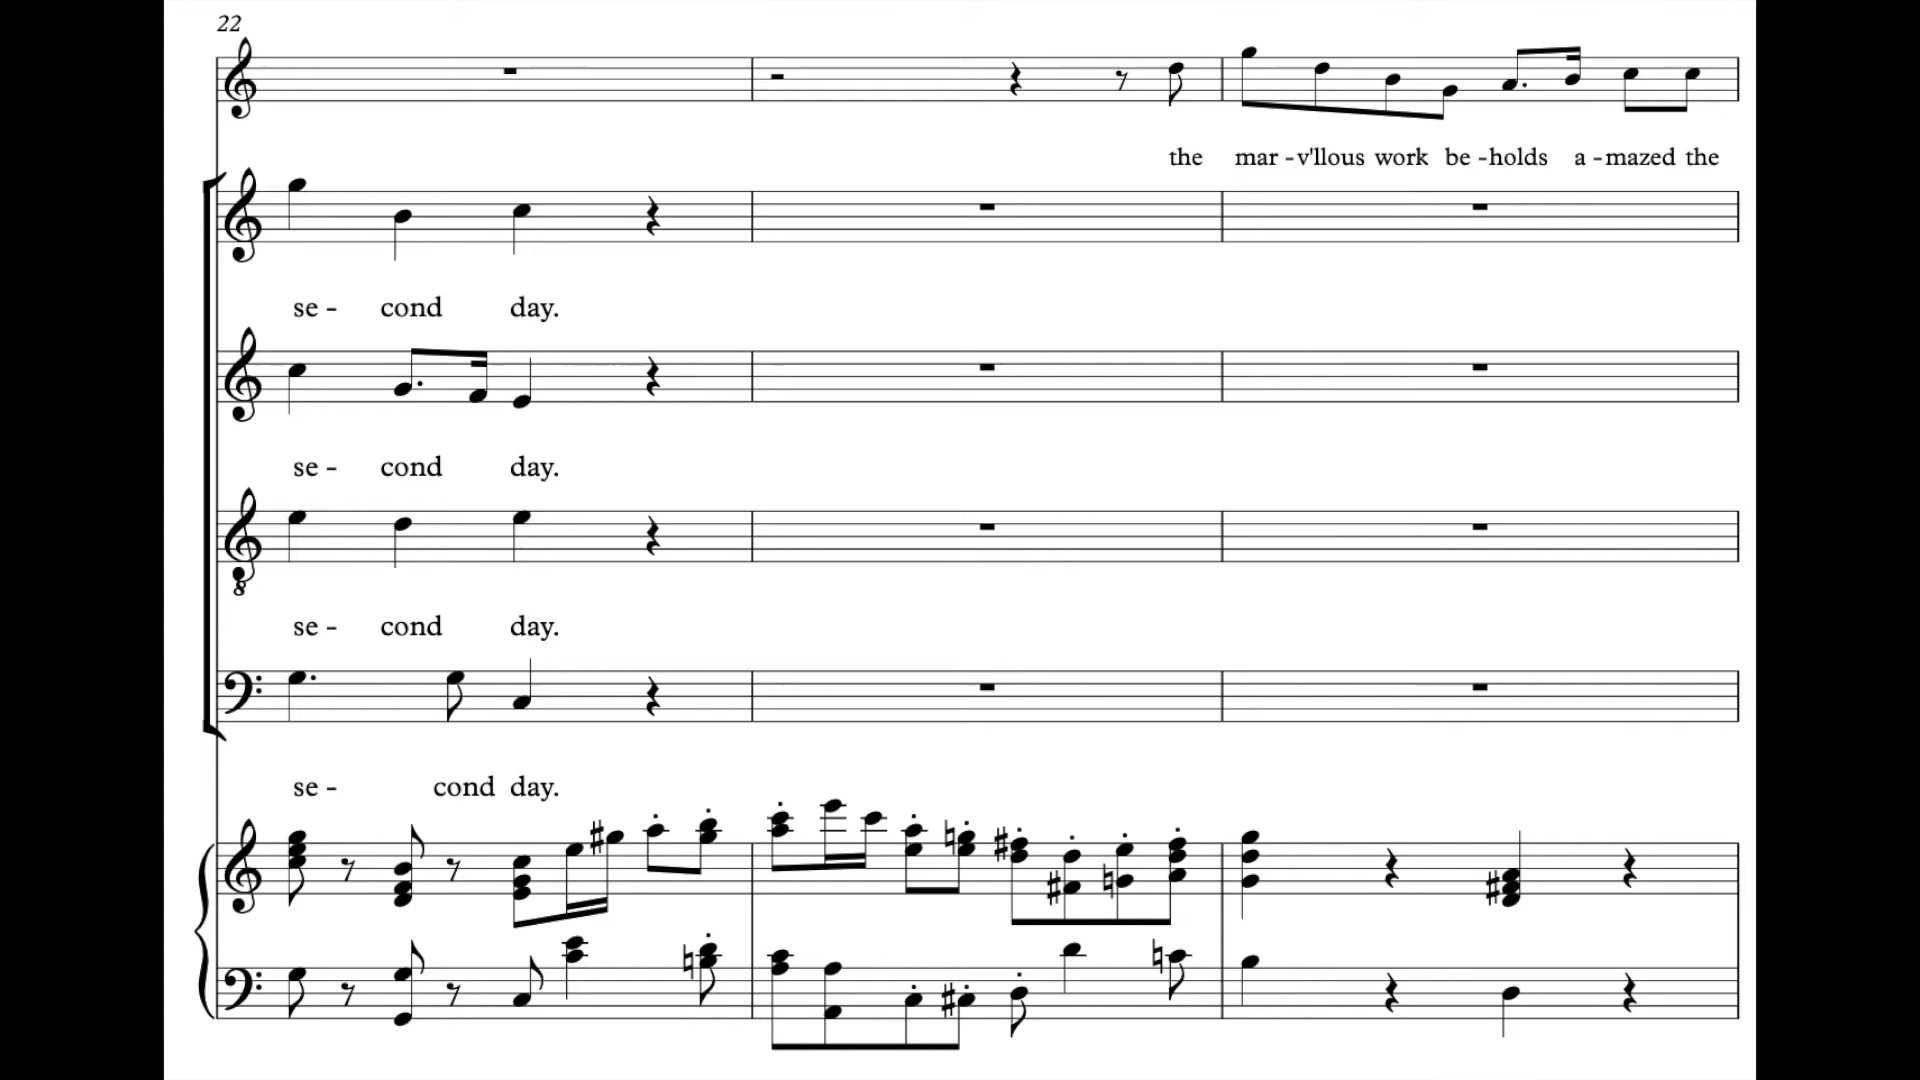 22
the mar -v'llous work be -holds a -mazed the
se - cond day.
se - cond day.
se - cond day.
8
se - cond day.